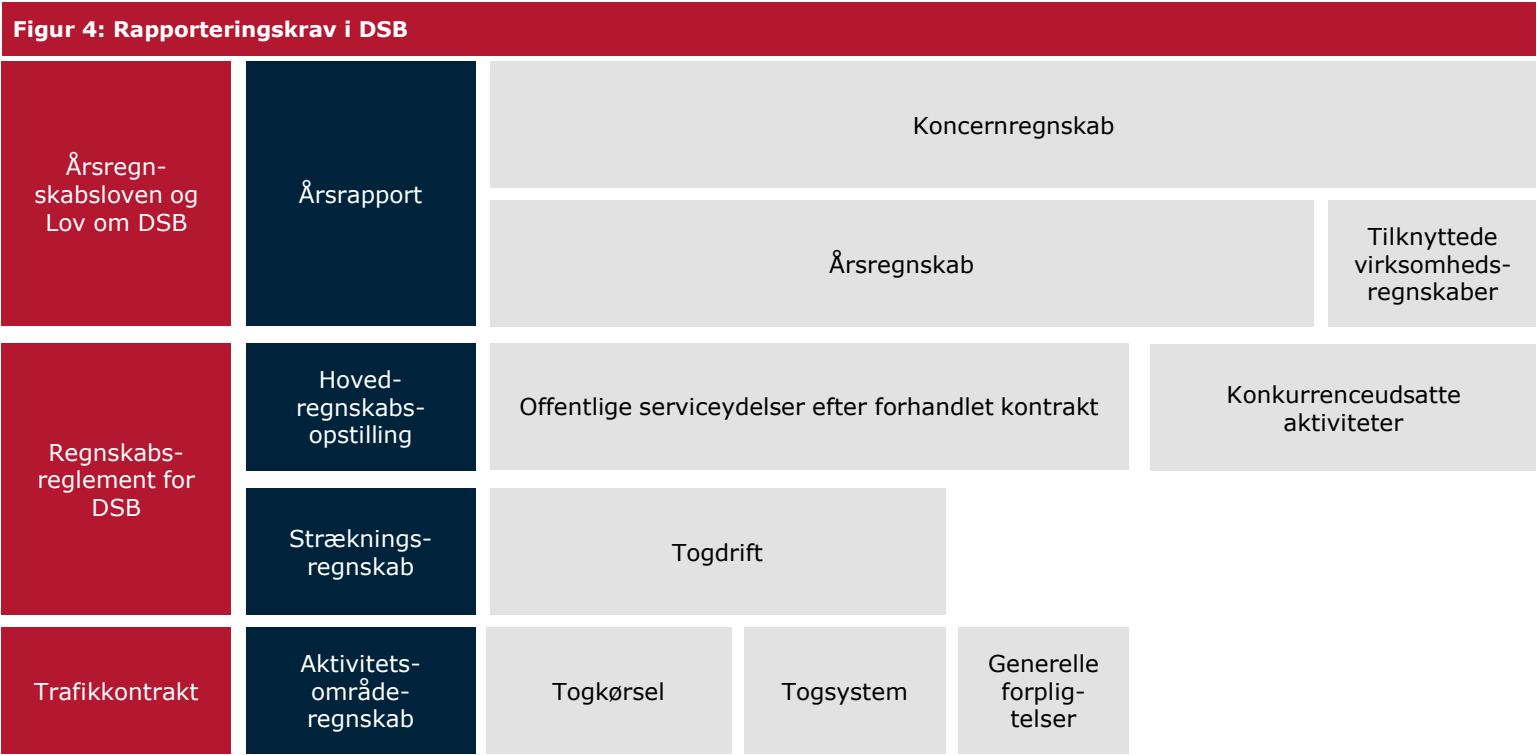 Figur 4: Rapporteringskrav i DSB
Årsregn-
skabsloven og
Lov om DSB
Årsrapport
Koncernregnskab
Årsregnskab
Tilknyttede
virksomheds-
regnskaber
Regnskabs-
reglement for
DSB
Hoved-
regnskabs-
opstilling
Offentlige serviceydelser efter forhandlet kontrakt
Konkurrenceudsatte
aktiviteter
Stræknings-
regnskab
Togdrift
Trafikkontrakt
Aktivitets-
område-
regnskab
Togkørsel
Togsystem
Generelle
forplig-
telser